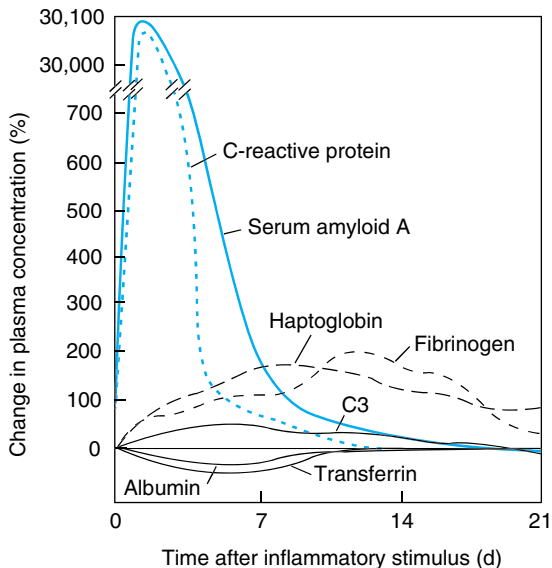 Change in plasma concentration (%)
30,100
30,000
700
600
500
400
300
200
100
0
C-reactive protein
Serum amyloid A
Haptoglobin
Fibrinogen
C3
Albumin
Transferrin
0
7
14
21
Time after inflammatory stimulus (d)